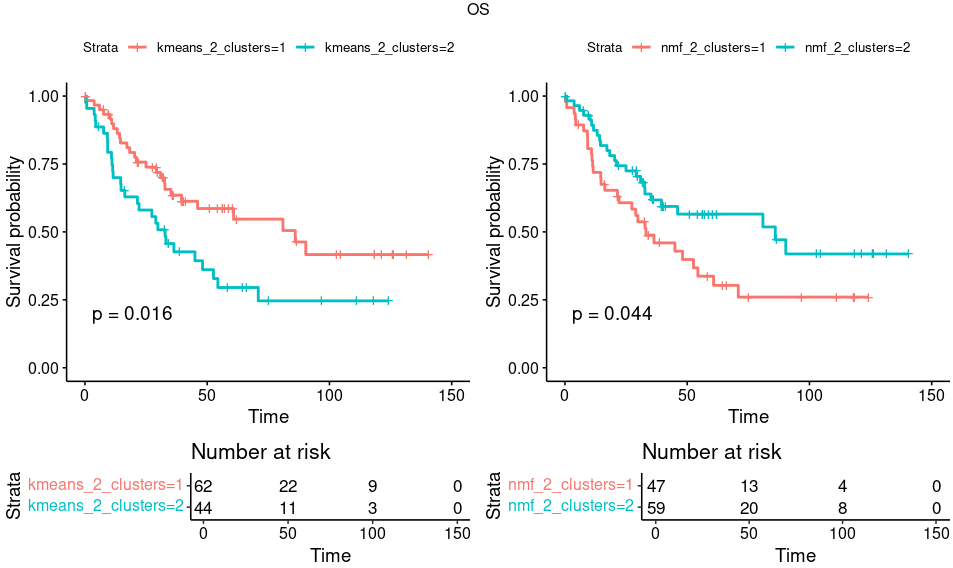 OS
Strata kmeans_2_clusters=1 kmeans_2_clusters=2
Survival probability
1.00
0.75
0.50
0.25
0.00
p = 0.016
0 50 100 150
Time
Number at risk
Strata
kmeans_2_clusters=1 62 22 9 0
kmeans_2_clusters=2 44 11 3 0
0 50 100 150
Time
Strata nmf_2_clusters=1 nmf_2_clusters=2
Survival probability
1.00
0.75
0.50
0.25
0.00
p = 0.044
0 50 100 150
Time
Number at risk
Strata
nmf_2_clusters=1 47 13 4 0
nmf_2_clusters=2 59 20 8 0
0 50 100 150
Time